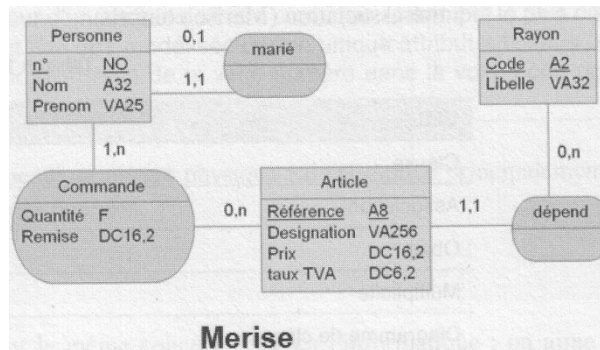 Personne
n° NO
Nom A32
Prenom VA25
0,1
1,1
marié
Rayon
Code A2
Libelle VA32
1,n
0,n
Commande
Quantité F
Remise DC16,2
0,n
Article
Référence A8
Designation VA256
Prix DC16,2
taux TVA DC6,2
1,1
dépend
Merise